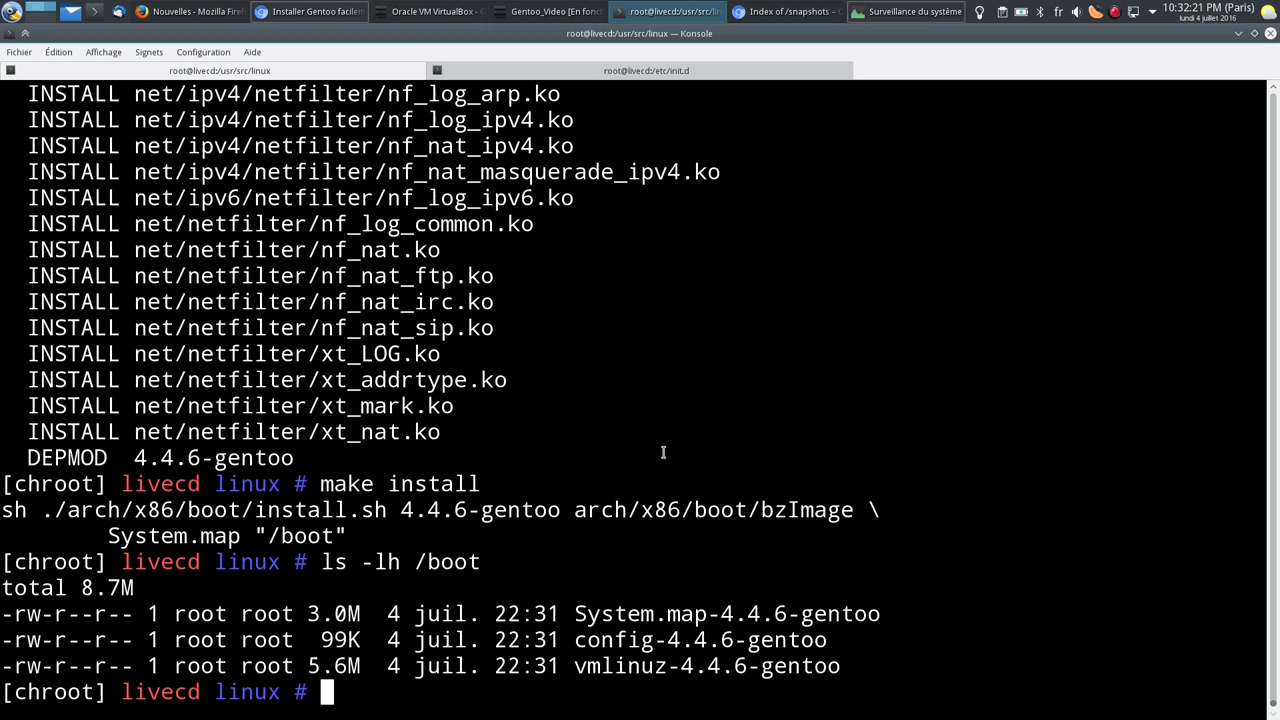 Nouvelles - Mozilla Firef
Installer Gentoo facilem
Oracle VM VirtualBox –
Gentoo_Video [En fonct
root@livecd:/usr/src/lin
Index of /snapshots – c
Surveillance du système
fr
10:32:21 PM (Paris)
lundi 4 juillet 2016
root@livecd:/usr/src/linux — Konsole
Fichier Édition Affichage Signets Configuration Aide
root@livecd:/usr/src/linux
root@livecd:/etc/init.d
INSTALL net/ipv4/netfilter/nf_log_arp.ko
INSTALL net/ipv4/netfilter/nf_log_ipv4.ko
INSTALL net/ipv4/netfilter/nf_nat_ipv4.ko
INSTALL net/ipv4/netfilter/nf_nat_masquerade_ipv4.ko
INSTALL net/ipv6/netfilter/nf_log_ipv6.ko
INSTALL net/netfilter/nf_log_common.ko
INSTALL net/netfilter/nf_nat.ko
INSTALL net/netfilter/nf_nat_ftp.ko
INSTALL net/netfilter/nf_nat_irc.ko
INSTALL net/netfilter/nf_nat_sip.ko
INSTALL net/netfilter/xt_LOG.ko
INSTALL net/netfilter/xt_addrtype.ko
INSTALL net/netfilter/xt_mark.ko
INSTALL net/netfilter/xt_nat.ko
DEPMOD  4.4.6-gentoo
[chroot] livecd linux # make install
sh ./arch/x86/boot/install.sh 4.4.6-gentoo arch/x86/boot/bzImage \
System.map "/boot"
[chroot] livecd linux # ls -lh /boot
total 8.7M
-rw-r--r-- 1 root root 3.0M  4 juil. 22:31 System.map-4.4.6-gentoo
-rw-r--r-- 1 root root  99K  4 juil. 22:31 config-4.4.6-gentoo
-rw-r--r-- 1 root root 5.6M  4 juil. 22:31 vmlinuz-4.4.6-gentoo
[chroot] livecd linux #